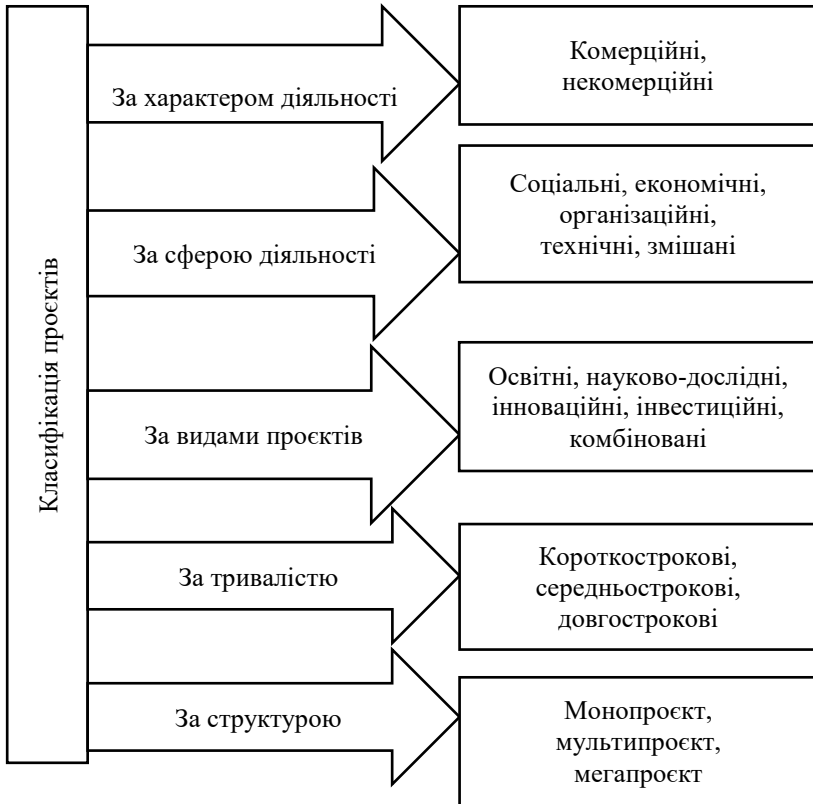 Класифікація проєктів
За характером діяльності
Комерційні,
некомерційні
За сферою діяльності
Соціальні, економічні,
організаційні,
технічні, змішані
За видами проєктів
Освітні, науково-дослідні,
інноваційні, інвестиційні,
комбіновані
За тривалістю
Короткострокові,
середньострокові,
довгострокові
За структурою
Монопроєкт,
мультипроєкт,
мегапроєкт